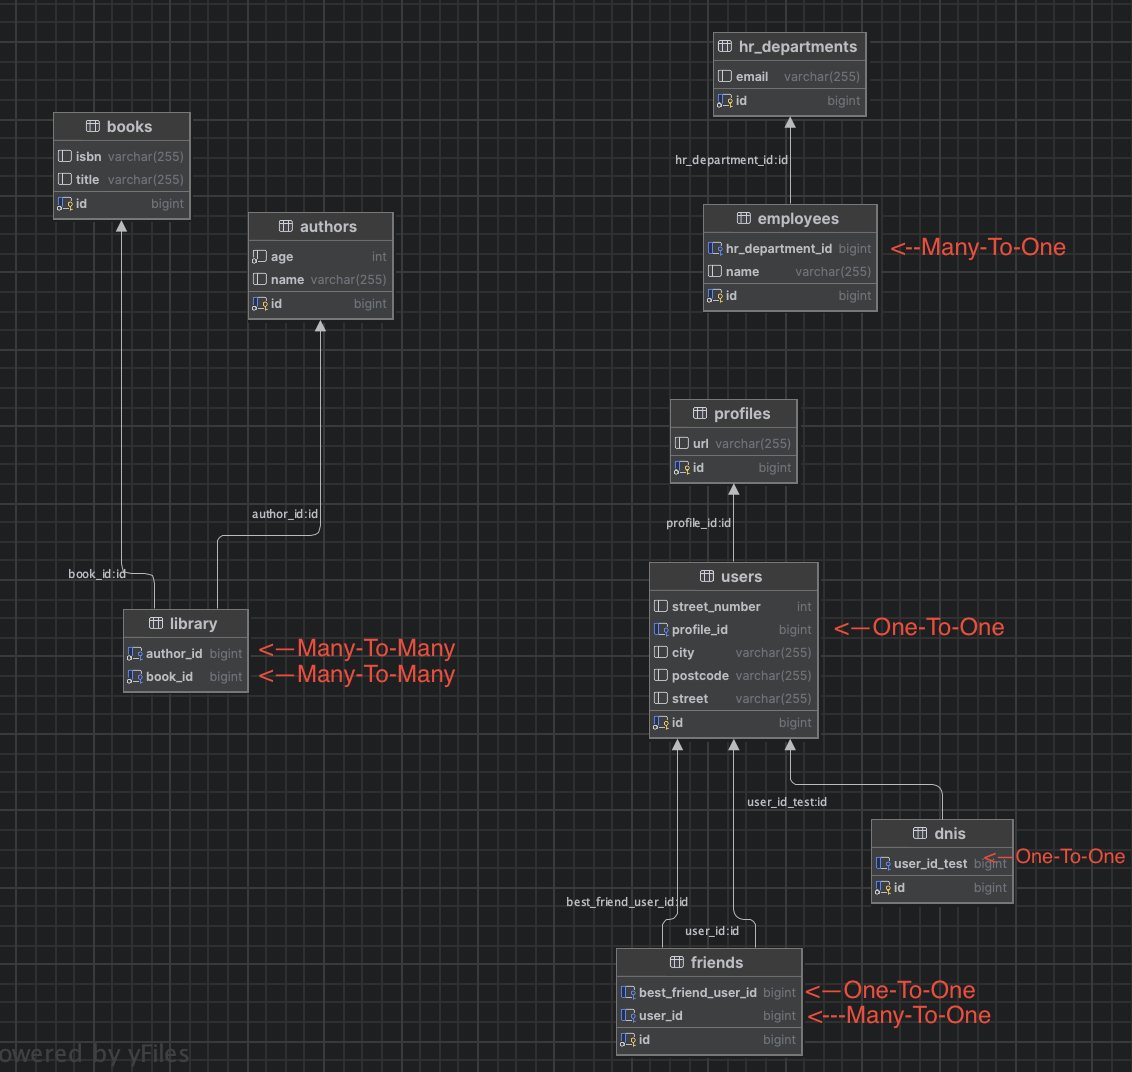 hr_departments
email varchar(255)
id bigint
hr_department_id:id
employees
hr_department_id bigint <--Many-To-One
name varchar(255)
id bigint
books
isbn varchar(255)
title varchar(255)
id bigint
authors
age int
name varchar(255)
id bigint
author_id:id
book_id:id
library
author_id bigint <—Many-To-Many
book_id bigint <—Many-To-Many
profiles
url varchar(255)
id bigint
profile_id:id
users
street_number int
profile_id bigint <—One-To-One
city varchar(255)
postcode varchar(255)
street varchar(255)
id bigint
user_id_test:id
dnis
user_id_test bigint <—One-To-One
id bigint
best_friend_user_id:id
user_id:id
friends
best_friend_user_id bigint <—One-To-One
user_id bigint <---Many-To-One
id bigint
owered by yFiles